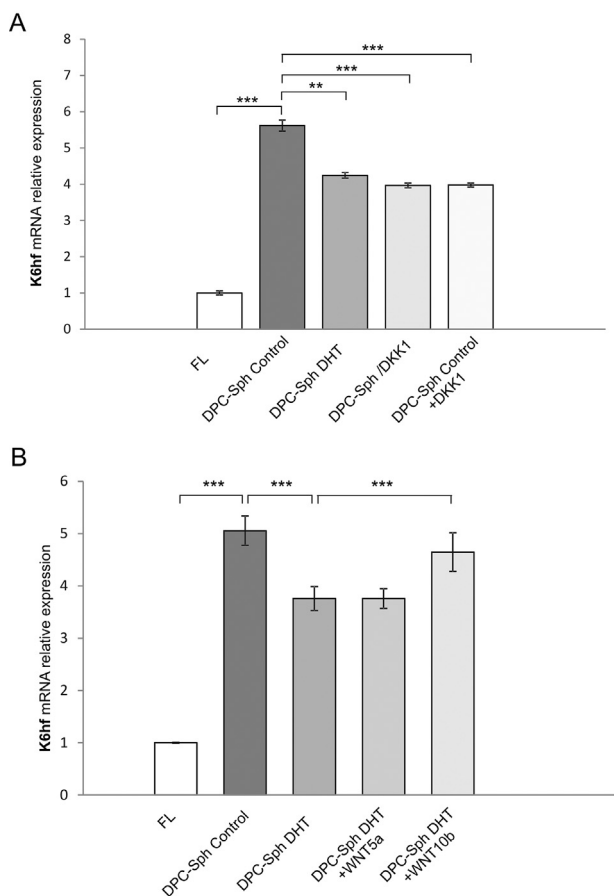 A
K6hf mRNA relative expression
8
7
6
5
4
3
2
1
0
***
***
**
***
FL
DPC-Sph Control
DPC-Sph DHT
DPC-Sph /DKK1
DPC-Sph Control
+DKK1
B
K6hf mRNA relative expression
6
5
4
3
2
1
0
***
***
***
FL
DPC-Sph Control
DPC-Sph DHT
DPC-Sph DHT
+WNT5a
DPC-Sph DHT
+WNT10b